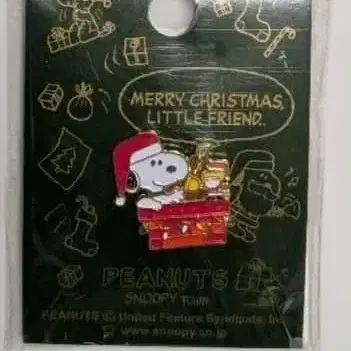 MERRY CHRISTMAS,
LITTLE FRIEND.
PEANUTS
SNOOPY TOWN
PEANUTS © United Feature Syndicate, Inc.
www.snoopy.co.jp